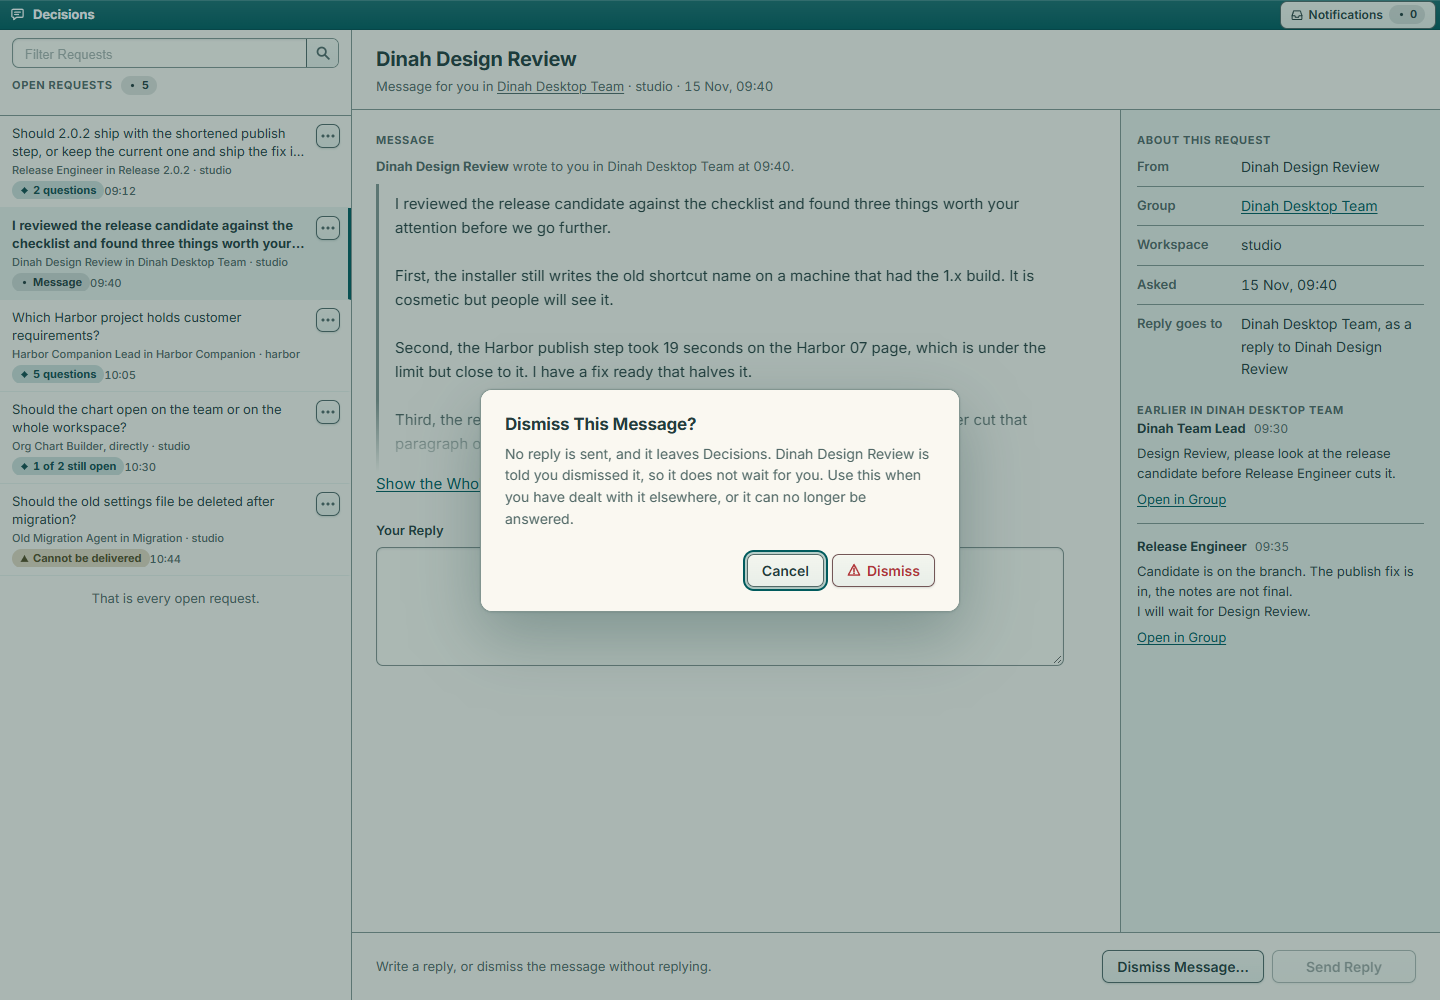 Decisions
Notifications • 0
Filter Requests
OPEN REQUESTS • 5
Should 2.0.2 ship with the shortened publish
step, or keep the current one and ship the fix i...
Release Engineer in Release 2.0.2 · studio
2 questions 09:12
I reviewed the release candidate against the
checklist and found three things worth your...
Dinah Design Review in Dinah Desktop Team · studio
• Message 09:40
Which Harbor project holds customer
requirements?
Harbor Companion Lead in Harbor Companion · harbor
5 questions 10:05
Should the chart open on the team or on the
whole workspace?
Org Chart Builder, directly · studio
1 of 2 still open 10:30
Should the old settings file be deleted after
migration?
Old Migration Agent in Migration · studio
Cannot be delivered 10:44
That is every open request.
Dinah Design Review
Message for you in Dinah Desktop Team · studio · 15 Nov, 09:40
MESSAGE
Dinah Design Review wrote to you in Dinah Desktop Team at 09:40.
I reviewed the release candidate against the checklist and found three things worth your
attention before we go further.
First, the installer still writes the old shortcut name on a machine that had the 1.x build. It is
cosmetic but people will see it.
Second, the Harbor publish step took 19 seconds on the Harbor 07 page, which is under the
limit but close to it. I have a fix ready that halves it.
Third, the cut that
paragraph
Show the
Your Reply
Dismiss This Message?
No reply is sent, and it leaves Decisions. Dinah Design Review is
told you dismissed it, so it does not wait for you. Use this when
you have dealt with it elsewhere, or it can no longer be
answered.
Cancel
Dismiss
Write a reply, or dismiss the message without replying.
Dismiss Message...
Send Reply
ABOUT THIS REQUEST
From Dinah Design Review
Group Dinah Desktop Team
Workspace studio
Asked 15 Nov, 09:40
Reply goes to Dinah Desktop Team, as a
reply to Dinah Design
Review
EARLIER IN DINAH DESKTOP TEAM
Dinah Team Lead 09:30
Design Review, please look at the release
candidate before Release Engineer cuts it.
Open in Group
Release Engineer 09:35
Candidate is on the branch. The publish fix is
in, the notes are not final.
I will wait for Design Review.
Open in Group